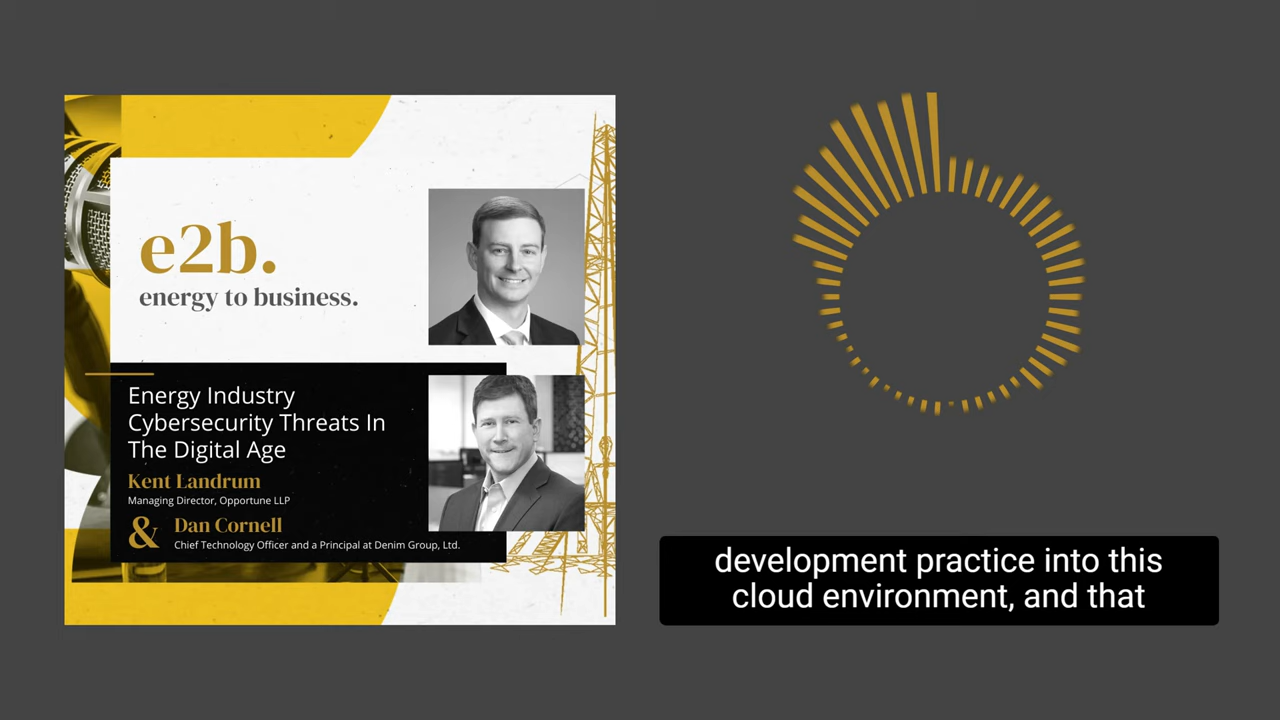 e2b.
energy to business.
Energy Industry
Cybersecurity Threats In
The Digital Age
Kent Landrum
Managing Director, Opportune LLP
& Dan Cornell
Chief Technology Officer and a Principal at Denim Group, Ltd.
development practice into this
cloud environment, and that